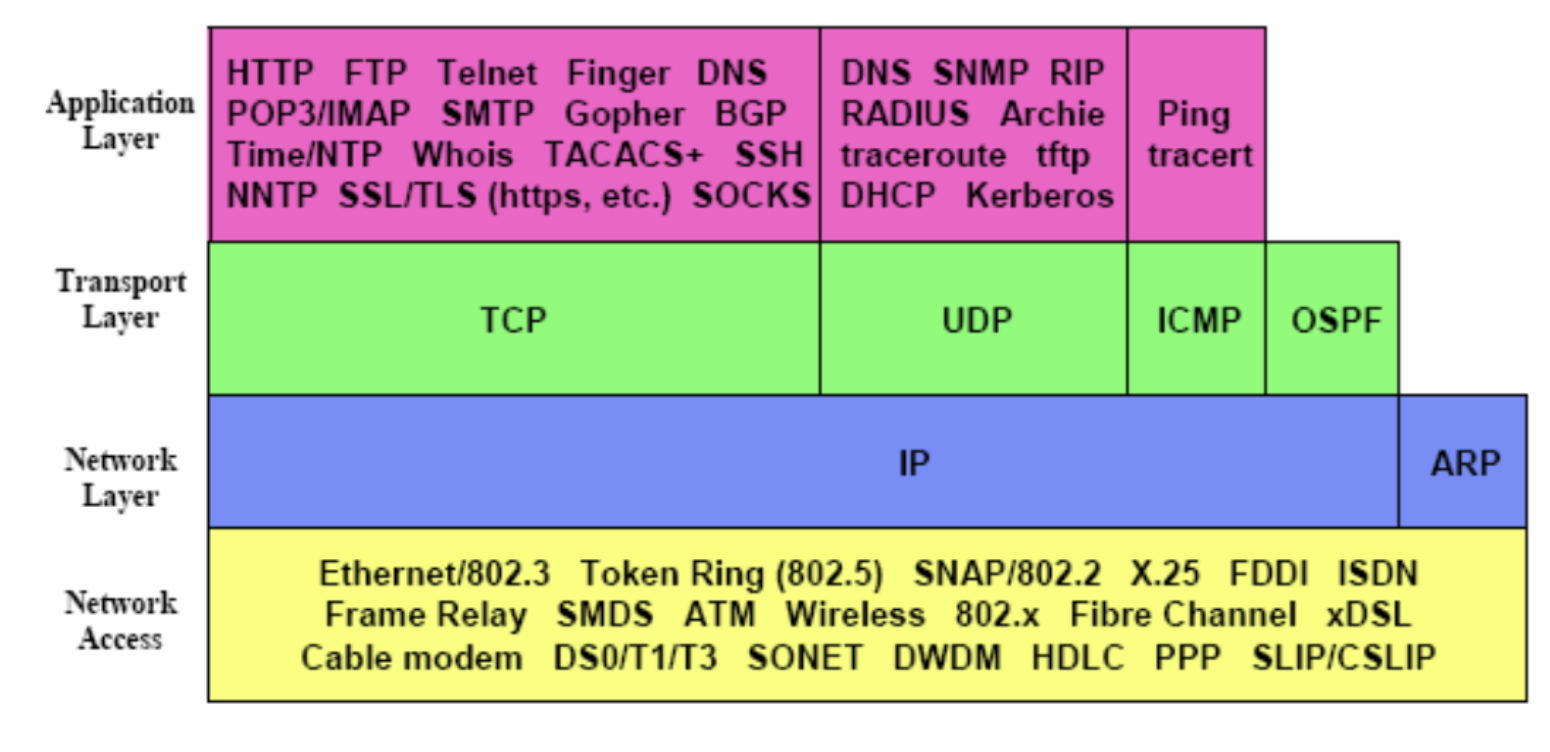 Application
Layer
HTTP FTP Telnet Finger DNS
POP3/IMAP SMTP Gopher BGP
Time/NTP Whois TACACS+ SSH
NNTP SSL/TLS (https, etc.) SOCKS
DNS SNMP RIP
RADIUS Archie
traceroute tftp
DHCP Kerberos
Ping
tracert
Transport
Layer
TCP
UDP
ICMP
OSPF
Network
Layer
IP
ARP
Network
Access
Ethernet/802.3 Token Ring (802.5) SNAP/802.2 X.25 FDDI ISDN
Frame Relay SMDS ATM Wireless 802.x Fibre Channel xDSL
Cable modem DS0/T1/T3 SONET DWDM HDLC PPP SLIP/CSLIP